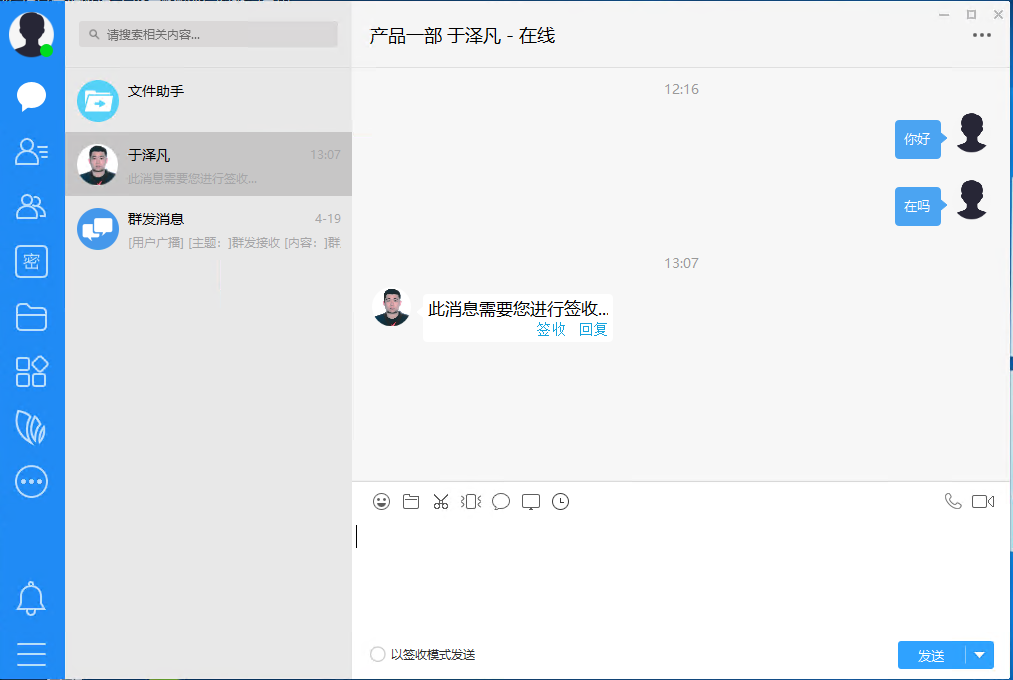 请搜索相关内容...
产品一部 于泽凡 - 在线
文件助手
于泽凡 13:07
此消息需要您进行签收...
群发消息 4-19
[用户广播] [主题：]群发接收 [内容：]群
密
12:16
你好
在吗
13:07
此消息需要您进行签收...
签收 回复
以签收模式发送
发送